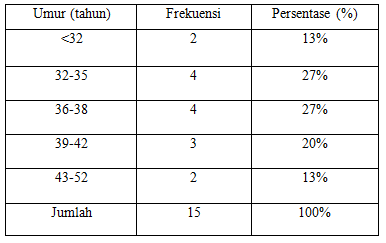 Umur (tahun) Frekuensi Persentase (%)
<32 2 13%
32-35 4 27%
36-38 4 27%
39-42 3 20%
43-52 2 13%
Jumlah 15 100%